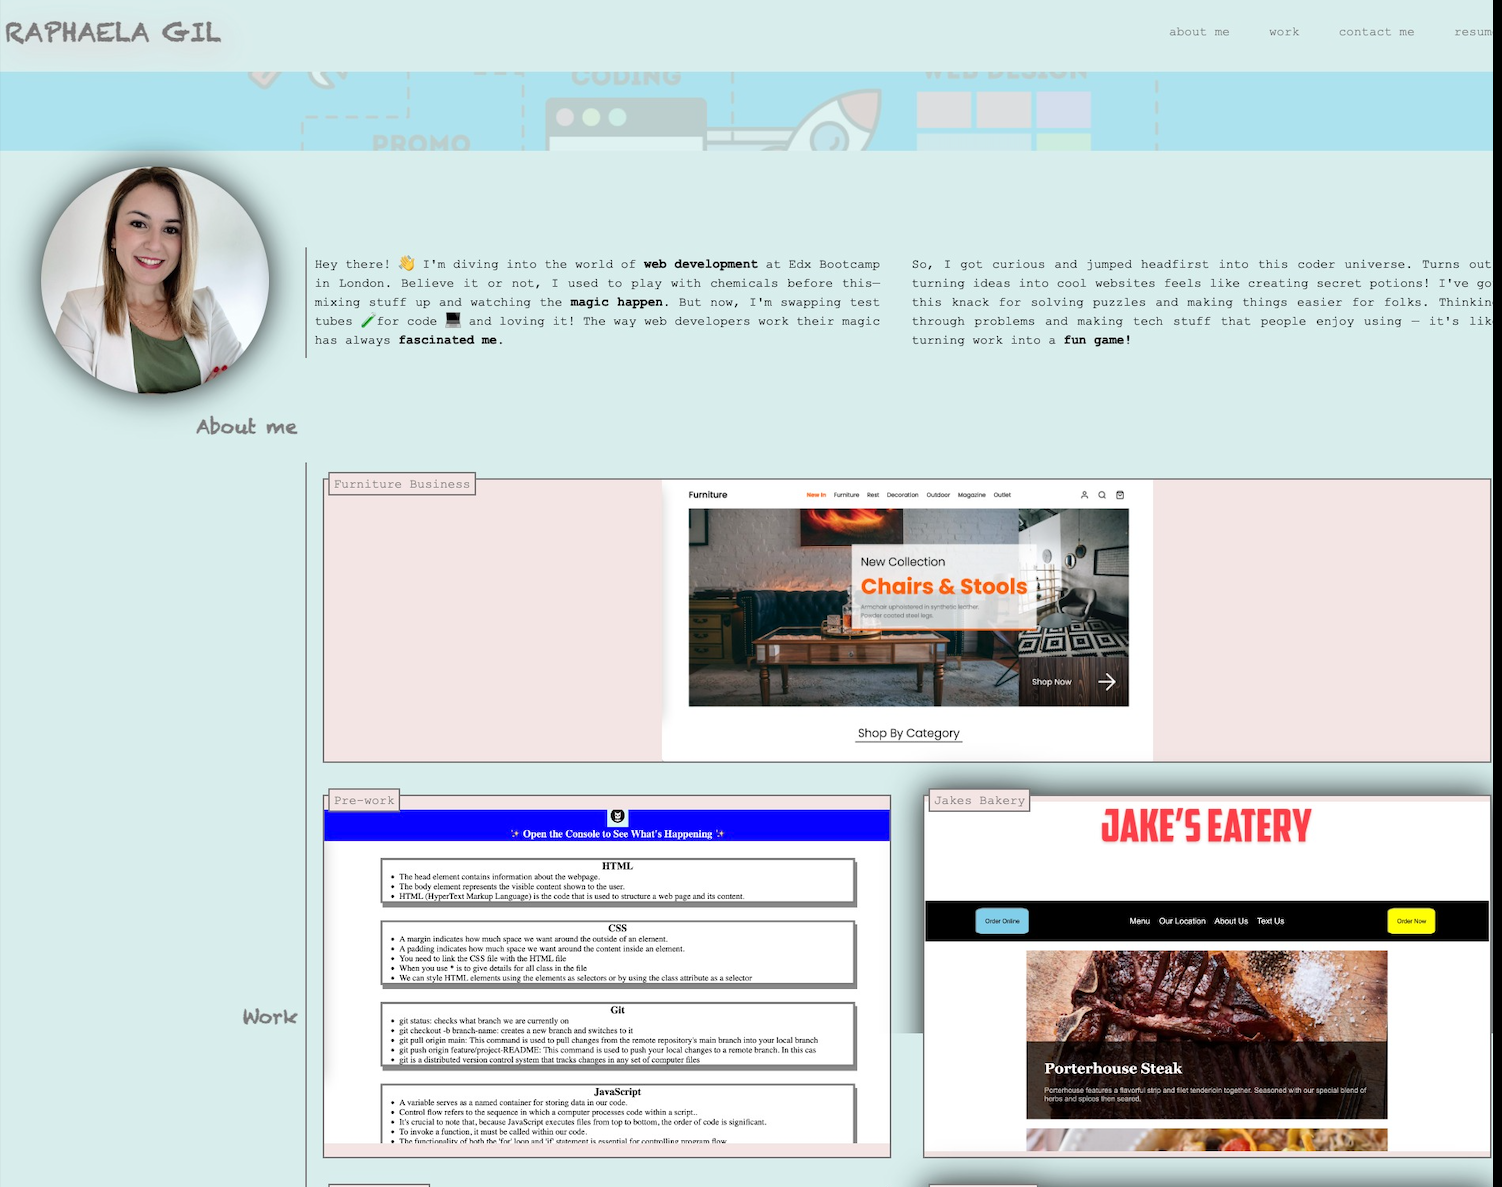 RAPHAELA GIL
about me work contact me resum
CODING WEB DESIGN
PROMO
Hey there! 👋 I'm diving into the world of web development at Edx Bootcamp
in London. Believe it or not, I used to play with chemicals before this—
mixing stuff up and watching the magic happen. But now, I'm swapping test
tubes 🧪for code 💻 and loving it! The way web developers work their magic
has always fascinated me.
So, I got curious and jumped headfirst into this coder universe. Turns out
turning ideas into cool websites feels like creating secret potions! I've go
this knack for solving puzzles and making things easier for folks. Thinkin
through problems and making tech stuff that people enjoy using — it's lik
turning work into a fun game!
About me
Furniture Business
Furniture New In Furniture Rest Decoration Outdoor Magazine Outlet
New Collection
Chairs & Stools
Armchair upholstered in synthetic leather.
Powder coated steel legs.
Shop Now
Shop By Category
Work
Pre-work
✨ Open the Console to See What's Happening ✨
HTML
• The head element contains information about the webpage.
• The body element represents the visible content shown to the user.
• HTML (HyperText Markup Language) is the code that is used to structure a web page and its content.
CSS
• A margin indicates how much space we want around the outside of an element.
• A padding indicates how much space we want around the content inside an element.
• You need to link the CSS file with the HTML file
• When you use * is to give details for all class in the file
• We can style HTML elements using the elements as selectors or by using the class attribute as a selector
Git
• git status: checks what branch we are currently on
• git checkout -b branch-name: creates a new branch and switches to it
• git pull origin main: This command is used to pull changes from the remote repository's main branch into your local branch
• git push origin feature/project-README: This command is used to push your local changes to a remote branch. In this cas
• git is a distributed version control system that tracks changes in any set of computer files
JavaScript
• A variable serves as a named container for storing data in our code.
• Control flow refers to the sequence in which a computer processes code within a script..
• It's crucial to note that, because JavaScript executes files from top to bottom, the order of code is significant.
• To invoke a function, it must be called within our code.
• The functionality of both the 'for' loop and 'if' statement is essential for controlling program flow
Jakes Bakery
JAKE'S EATERY
Order Online Menu Our Location About Us Text Us Order Now
Porterhouse Steak
Porterhouse features a flavorful strip and filet tenderloin together. Seasoned with our special blend of
herbs and spices then seared.